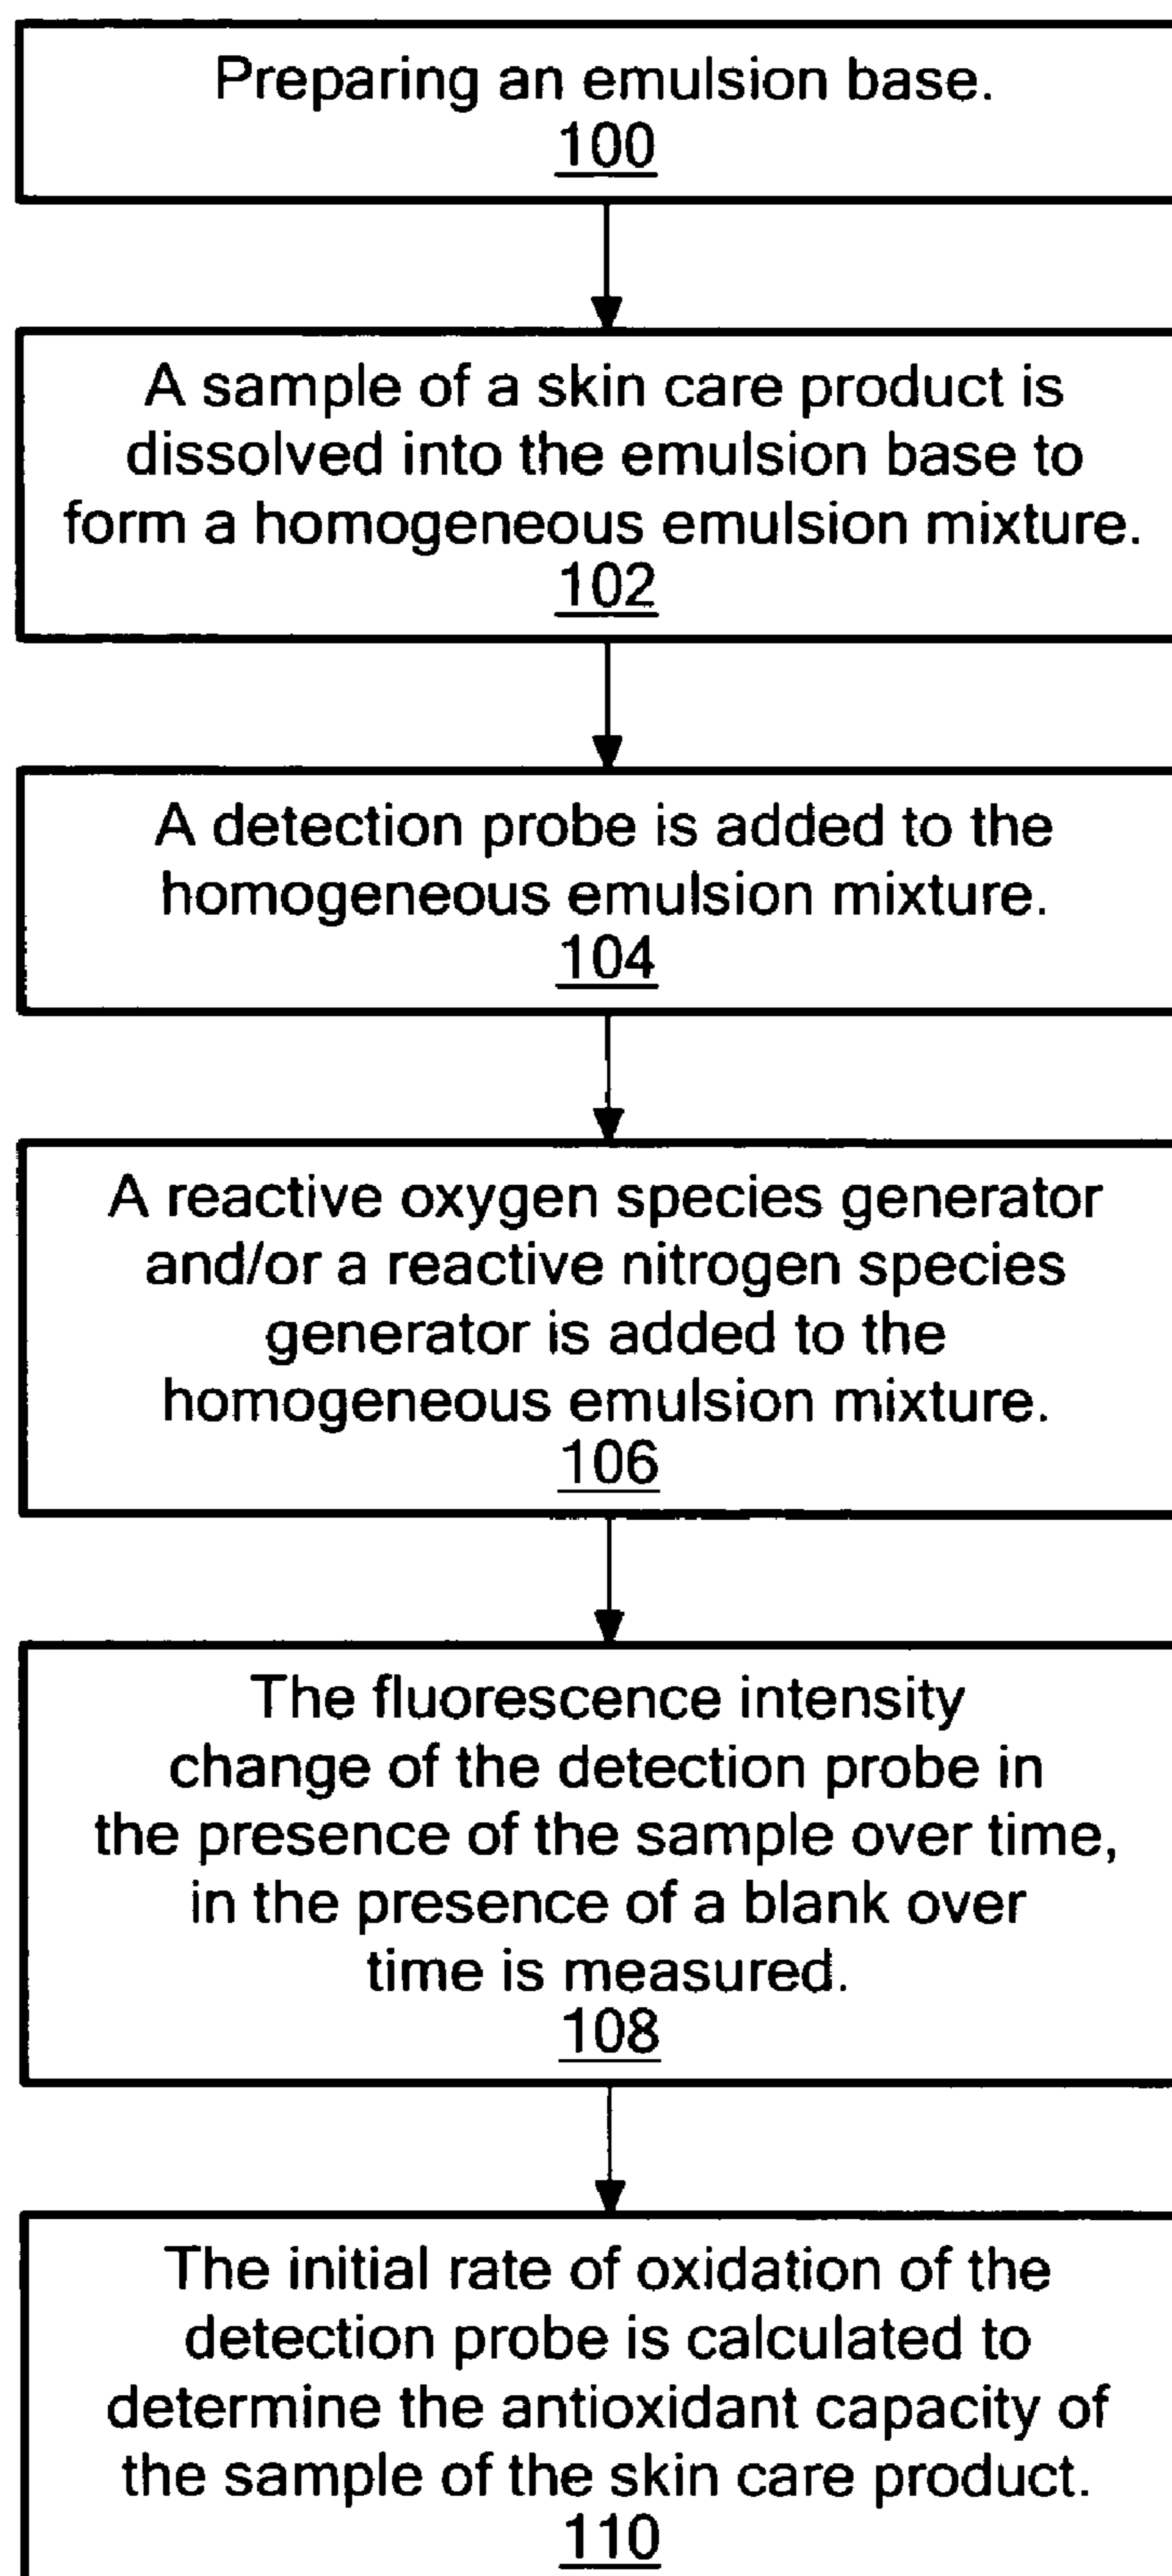 Preparing an emulsion base.
100
A sample of a skin care product is
dissolved into the emulsion base to
form a homogeneous emulsion mixture.
102
A detection probe is added to the
homogeneous emulsion mixture.
104
A reactive oxygen species generator
and/or a reactive nitrogen species
generator is added to the
homogeneous emulsion mixture.
106
The fluorescence intensity
change of the detection probe in
the presence of the sample over time,
in the presence of a blank over
time is measured.
108
The initial rate of oxidation of the
detection probe is calculated to
determine the antioxidant capacity of
the sample of the skin care product.
110